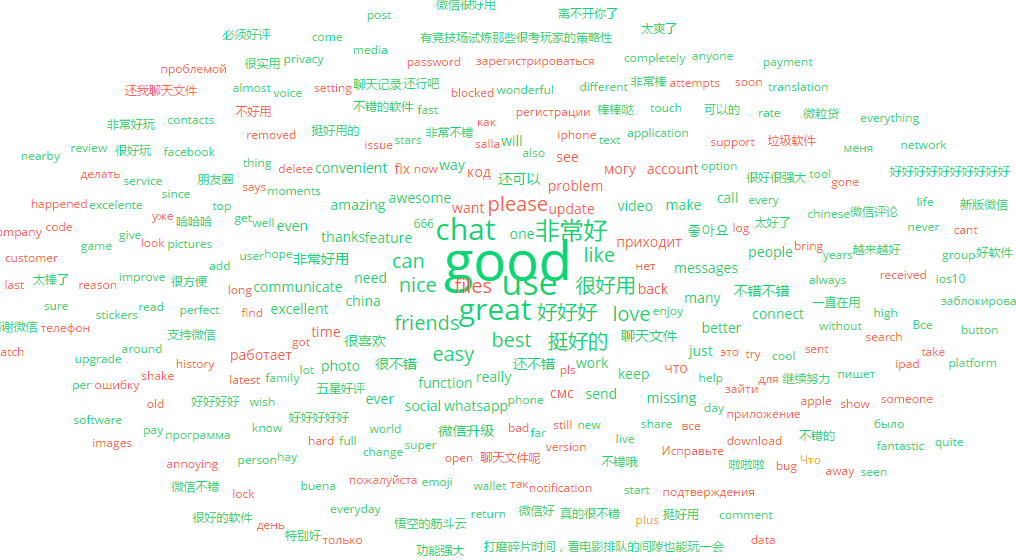 微信很好用 离不开你了
post
必须好评 come 有竞技场试炼那些很考玩家的策略性 太爽了
media
проблемой 很实用 privacy password зарегистрироваться completely anyone payment
还我聊天文件 almost voice setting 聊天记录 还行吧 blocked wonderful different 非常棒 attempts soon translation
不好用 不错的软件 fast регистрации 棒棒哒 touch 可以的 rate 微粒贷 everything
非常好玩 contacts removed 挺好用的 stars 非常不错 как iphone text application support 垃圾软件 меня network
nearby review 很好玩 facebook issue salla will also see
делать service 朋友圈 thing delete convenient fix now way код 还可以 problem могу account option 很好很强大 tool gone 好好好好好好好好好好
happened excelente since says moments amazing awesome want please update video make call every chinese 微信评论 life 新版微信
company code уже 哈哈哈 top get well even 666 chat one 非常好 приходит 좋아요 log 太好了 never cant
customer game give look pictures user hope thanks feature good like people bring years 越来越好 group 好软件
last 太棒了 reason improve 很方便 add long communicate 非常好用 need can nice files use 很好用 нет back messages many 不错不错 always received ios10
sure stickers read perfect find excellent china great 好好好 love enjoy connect 一直在用 high заблокирова
телефон 支持微信 got time 很喜欢 friends best 挺好的 聊天文件 better without Все search button
upgrade around history работает photo 很不错 easy 还不错 work just это try cool sent ipad take platform
per ошибку shake latest family lot 五星好评 function really pls keep что help зайти для 继续努力 пишет
software old 好好好好 wish 好好好好好 ever social whatsapp phone смс send missing day приложение apple show someone
images pay программа know hard full world change 微信升级 super bad far still new live share все download 不错的 было fantastic quite
annoying person hay open 聊天文件呢 version 不错哦 Исправьте 啦啦啦 bug Что away seen
微信不错 lock buena пожалуйста emoji wallet так notification start подтверждения
很好的软件 день everyday 悟空的筋斗云 return 微信好 真的很不错 plus 挺好用 comment
特别好 только 功能强大 打磨碎片时间，看电影排队的间隙也能玩一会 data